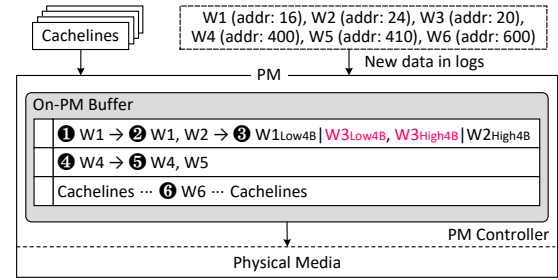 W1 (addr: 16), W2 (addr: 24), W3 (addr: 20),
W4 (addr: 400), W5 (addr: 410), W6 (addr: 600)
Cachelines
New data in logs
PM
On-PM Buffer
❶ W1 → ❷ W1, W2 → ❸ W1Low4B|W3Low4B, W3High4B|W2High4B
❹ W4 → ❺ W4, W5
Cachelines ··· ❻ W6 ··· Cachelines
PM Controller
Physical Media